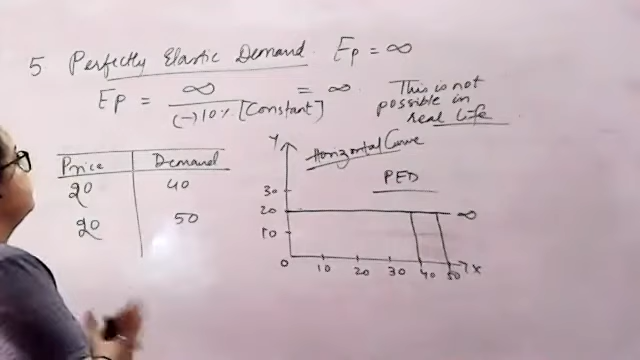 5 Perfectly Elastic Demand. Ep = ∞
Ep = ∞ / (-) 10% [Constant] = ∞
This is not
possible in
real life
Price Demand
20 40
20 50
Horizontal Curve
PED
Y
30
20 ∞
10
0 10 20 30 40 50 X